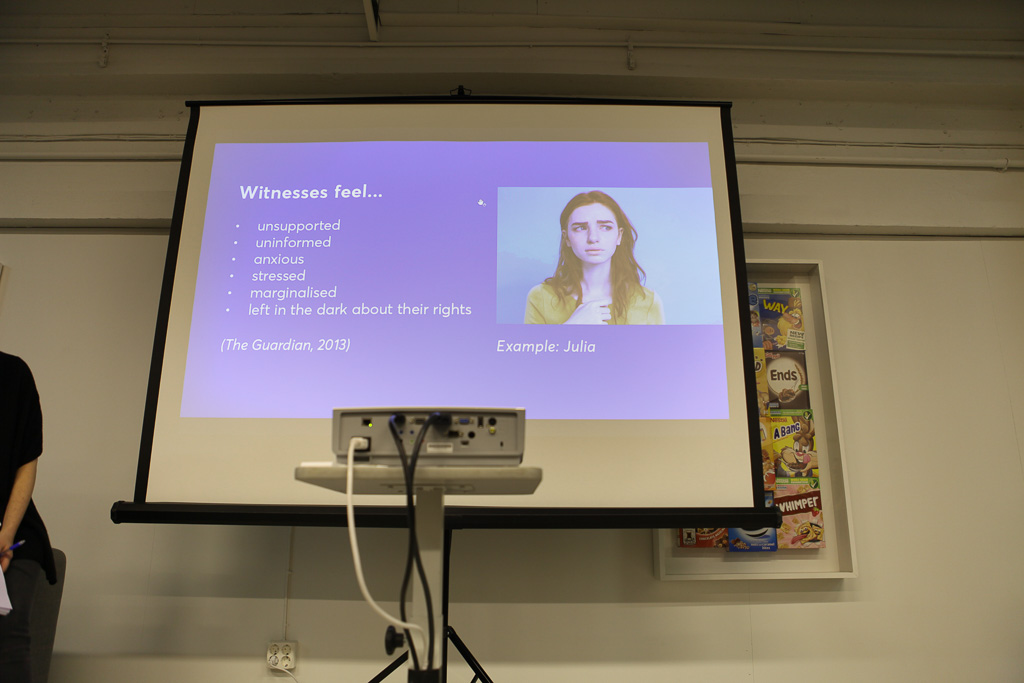 Witnesses feel...
• unsupported
• uninformed
• anxious
• stressed
• marginalised
• left in the dark about their rights
(The Guardian, 2013)
Example: Julia
WAY
Ends
A BANG
WHIMPER